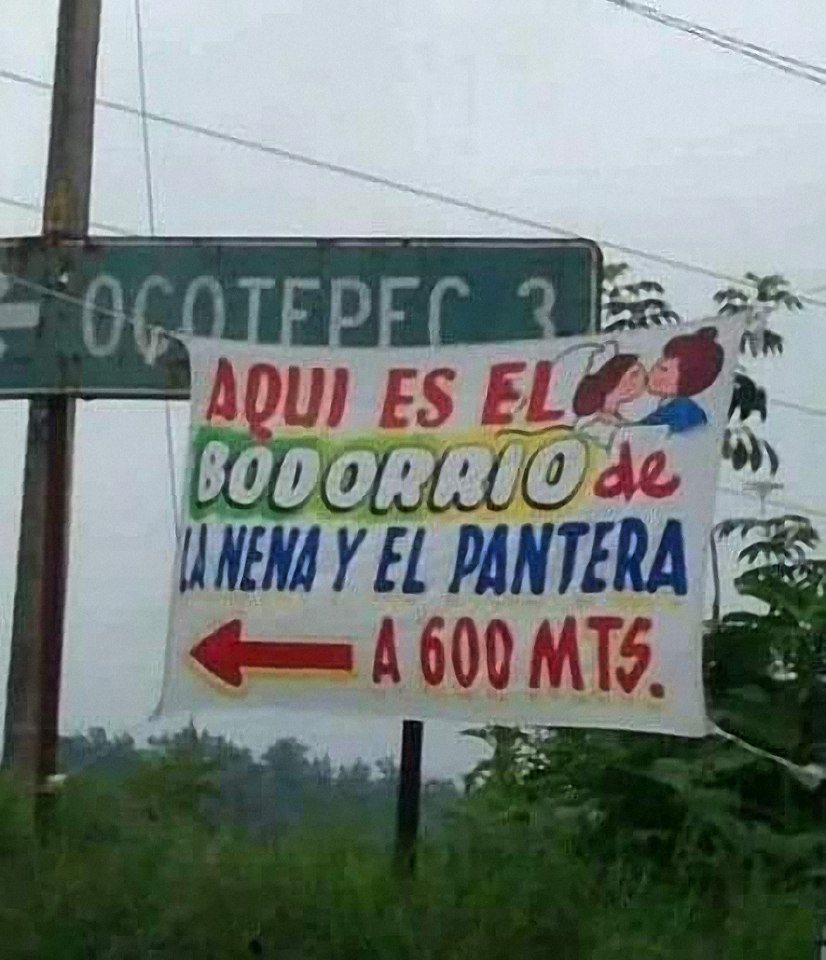 OCOTEPEC 3
AQUI ES EL
BODORRIO de
LA NENA Y EL PANTERA
A 600 MTS.